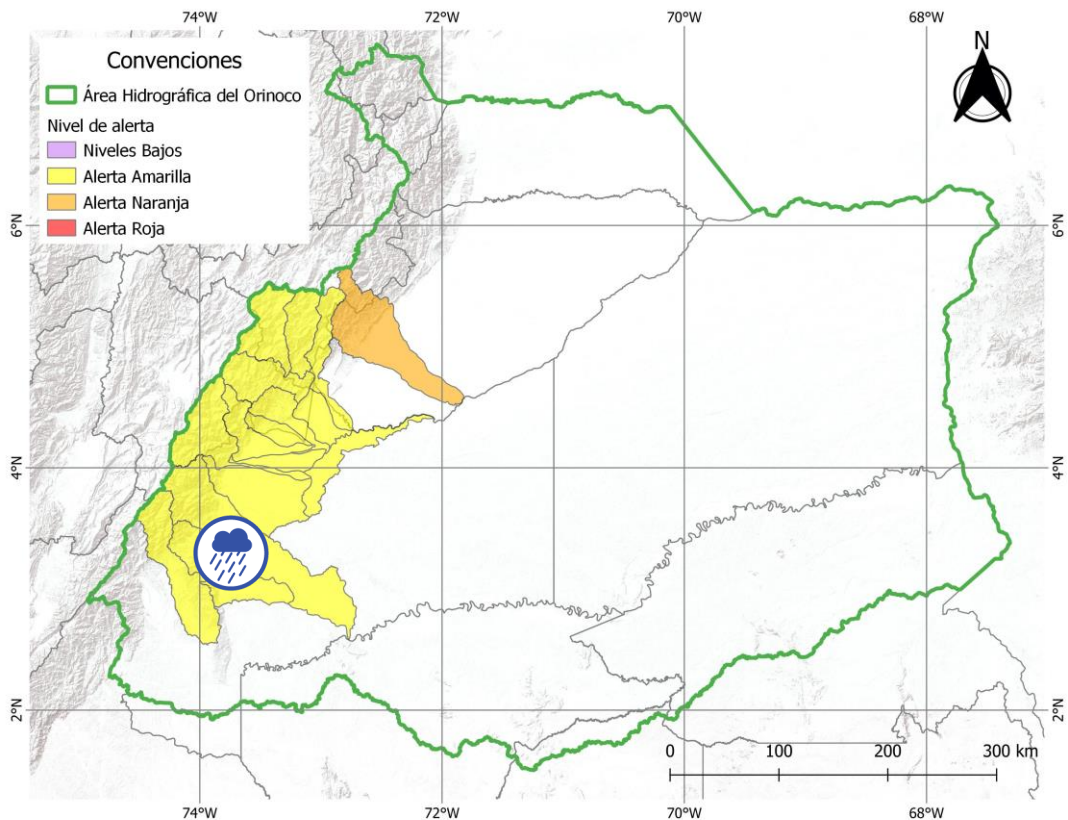 74°W 72°W 70°W 68°W
Convenciones
Área Hidrográfica del Orinoco
Nivel de alerta
Niveles Bajos
Alerta Amarilla
Alerta Naranja
Alerta Roja
N
6°N 6°N
4°N 4°N
2°N 2°N
0 100 200 300 km
74°W 72°W 70°W 68°W